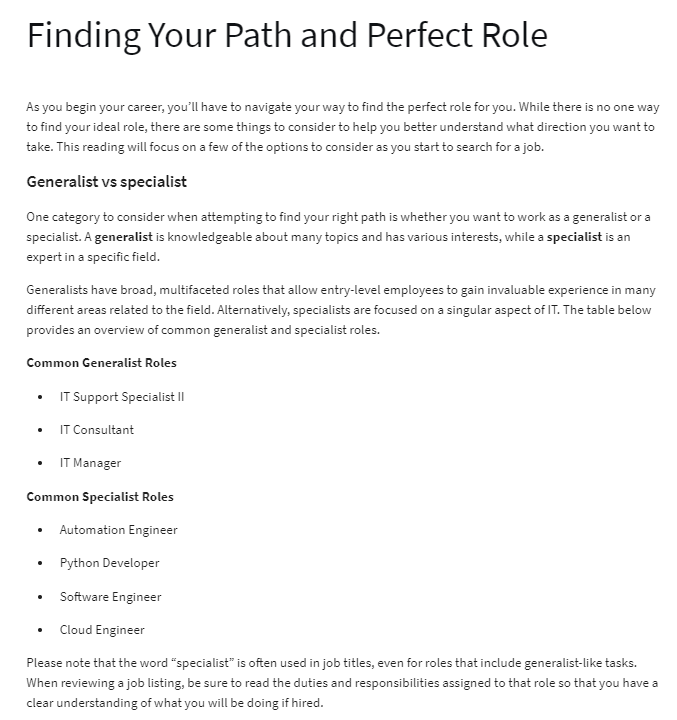 Finding Your Path and Perfect Role
As you begin your career, you'll have to navigate your way to find the perfect role for you. While there is no one way
to find your ideal role, there are some things to consider to help you better understand what direction you want to
take. This reading will focus on a few of the options to consider as you start to search for a job.
Generalist vs specialist
One category to consider when attempting to find your right path is whether you want to work as a generalist or a
specialist. A generalist is knowledgeable about many topics and has various interests, while a specialist is an
expert in a specific field.
Generalists have broad, multifaceted roles that allow entry-level employees to gain invaluable experience in many
different areas related to the field. Alternatively, specialists are focused on a singular aspect of IT. The table below
provides an overview of common generalist and specialist roles.
Common Generalist Roles
• IT Support Specialist II
• IT Consultant
• IT Manager
Common Specialist Roles
• Automation Engineer
• Python Developer
• Software Engineer
• Cloud Engineer
Please note that the word “specialist” is often used in job titles, even for roles that include generalist-like tasks.
When reviewing a job listing, be sure to read the duties and responsibilities assigned to that role so that you have a
clear understanding of what you will be doing if hired.